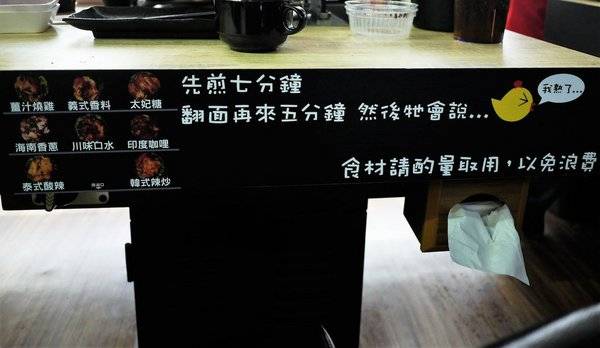 先煎七分鐘
翻面再來五分鐘 然後牠會說...
我熟了...
食材請酌量取用，以免浪費
薑汁燒雞 義式香料 太妃糖
海南香蔥 川味口水 印度咖哩
泰式酸辣 韓式辣炒